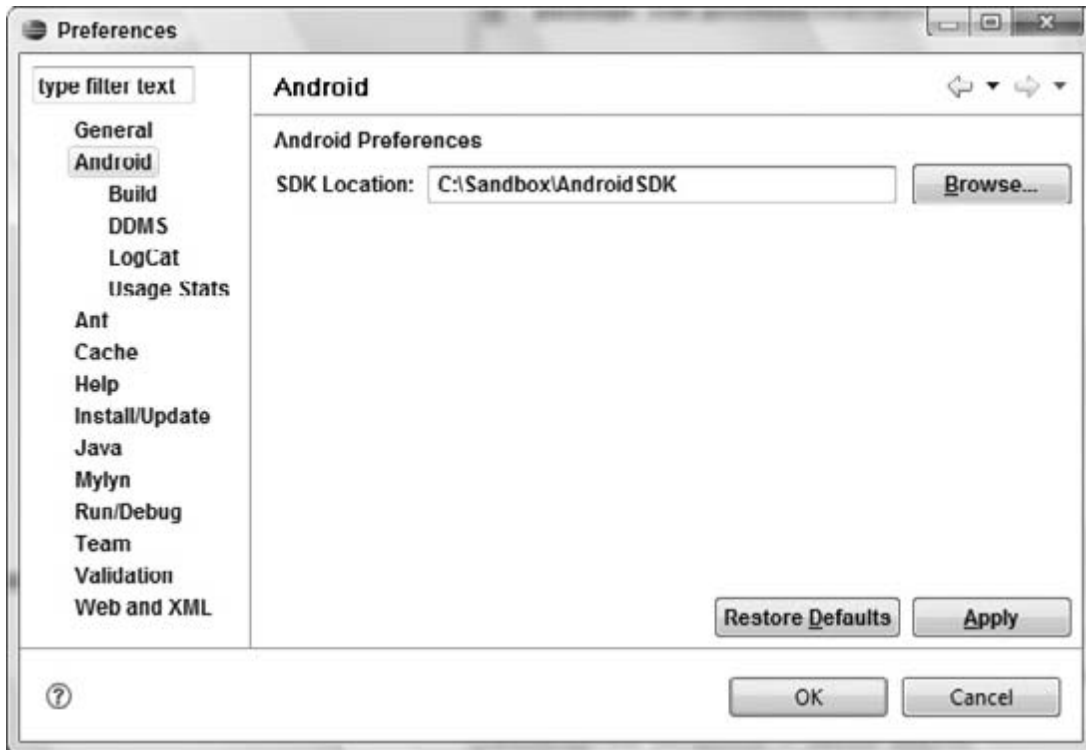 Preferences
type filter text
General
Android
Build
DDMS
LogCat
Usage Stats
Ant
Cache
Help
Install/Update
Java
Mylyn
Run/Debug
Team
Validation
Web and XML
Android
Android Preferences
SDK Location: C:\Sandbox\AndroidSDK Browse...
Restore Defaults Apply
OK Cancel